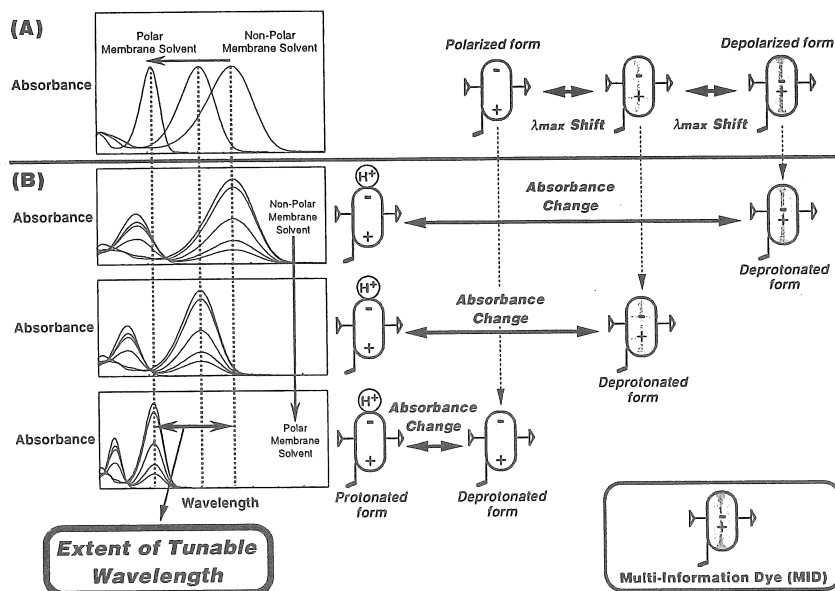 (A)
Polar
Membrane Solvent
Non-Polar
Membrane Solvent
Absorbance
Polarized form
Depolarized form
λmax Shift
λmax Shift
-
+
-
+
-
+
(B)
Absorbance
Non-Polar
Membrane
Solvent
H+
-
+
Absorbance
Change
-
+
Deprotonated
form
Absorbance
H+
-
+
Absorbance
Change
-
+
Deprotonated
form
Absorbance
Polar
Membrane
Solvent
Wavelength
H+
-
+
Absorbance
Change
-
+
Protonated
form
Deprotonated
form
Extent of Tunable
Wavelength
-
+
Multi-Information Dye (MID)